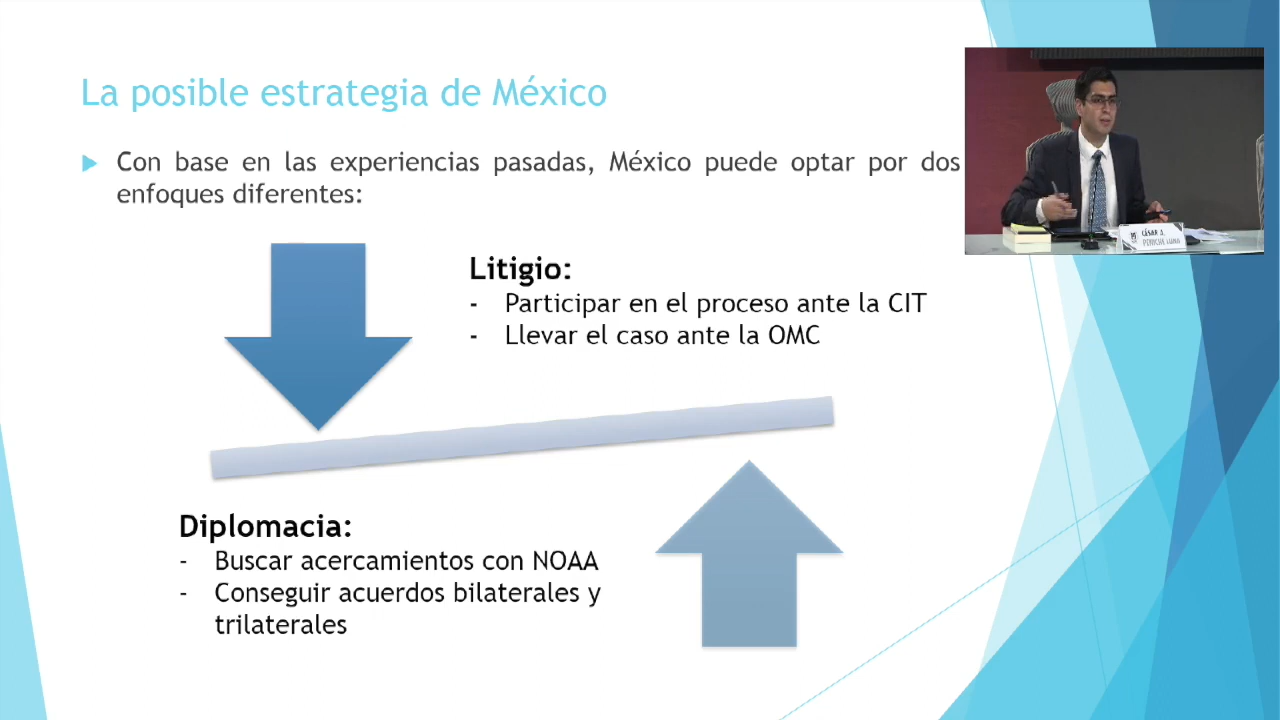 La posible estrategia de México
Con base en las experiencias pasadas, México puede optar por dos
enfoques diferentes:
Litigio:
- Participar en el proceso ante la CIT
- Llevar el caso ante la OMC
Diplomacia:
- Buscar acercamientos con NOAA
- Conseguir acuerdos bilaterales y
trilaterales
CÉSAR J.